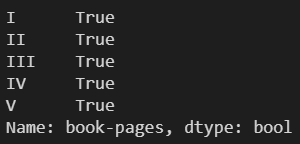 I      True
II     True
III    True
IV     True
V      True
Name: book-pages, dtype: bool